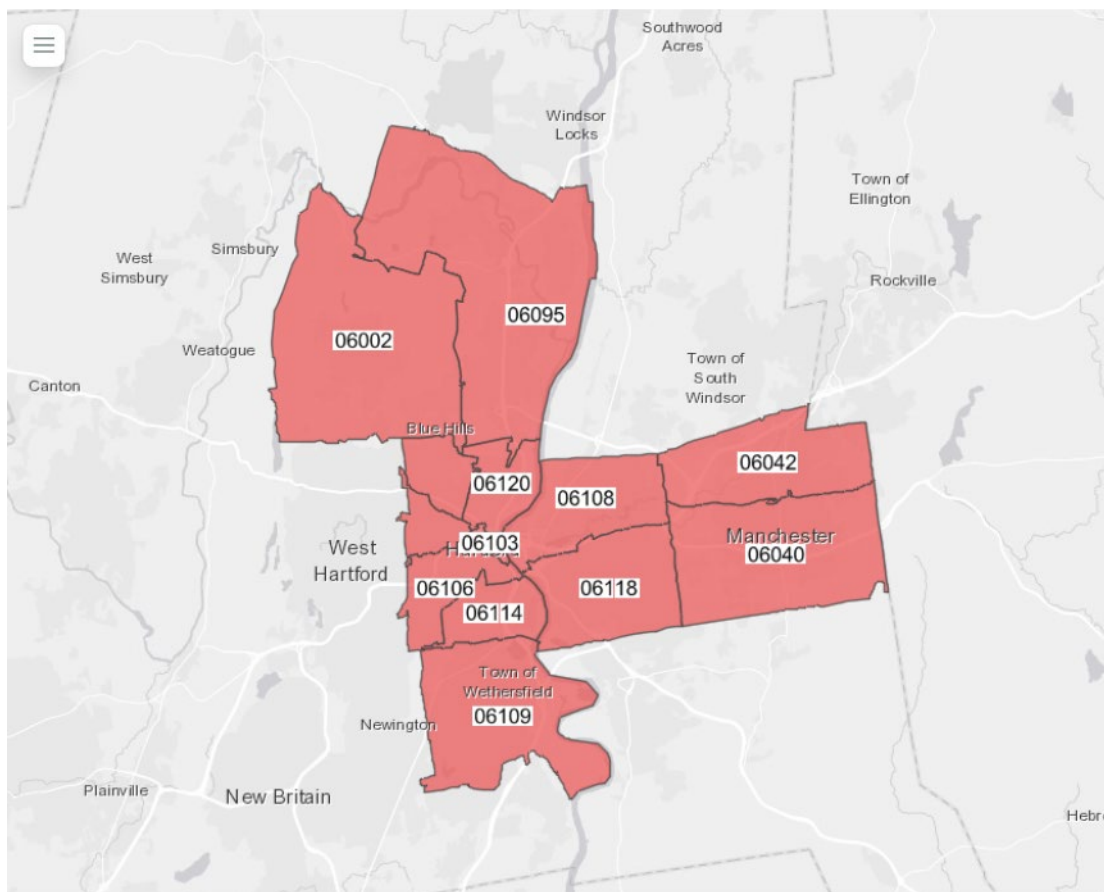 Southwood
Acres
Windsor
Locks
Town of
Ellington
West
Simsbury
Simsbury
Rockville
06095
06002
Weatogue
Town of
South
Windsor
Canton
Blue Hills
06042
06120
06108
Manchester
06040
06103
West
Hartford
06106
06118
06114
Town of
Wethersfield
06109
Newington
Plainville
New Britain
Hebr